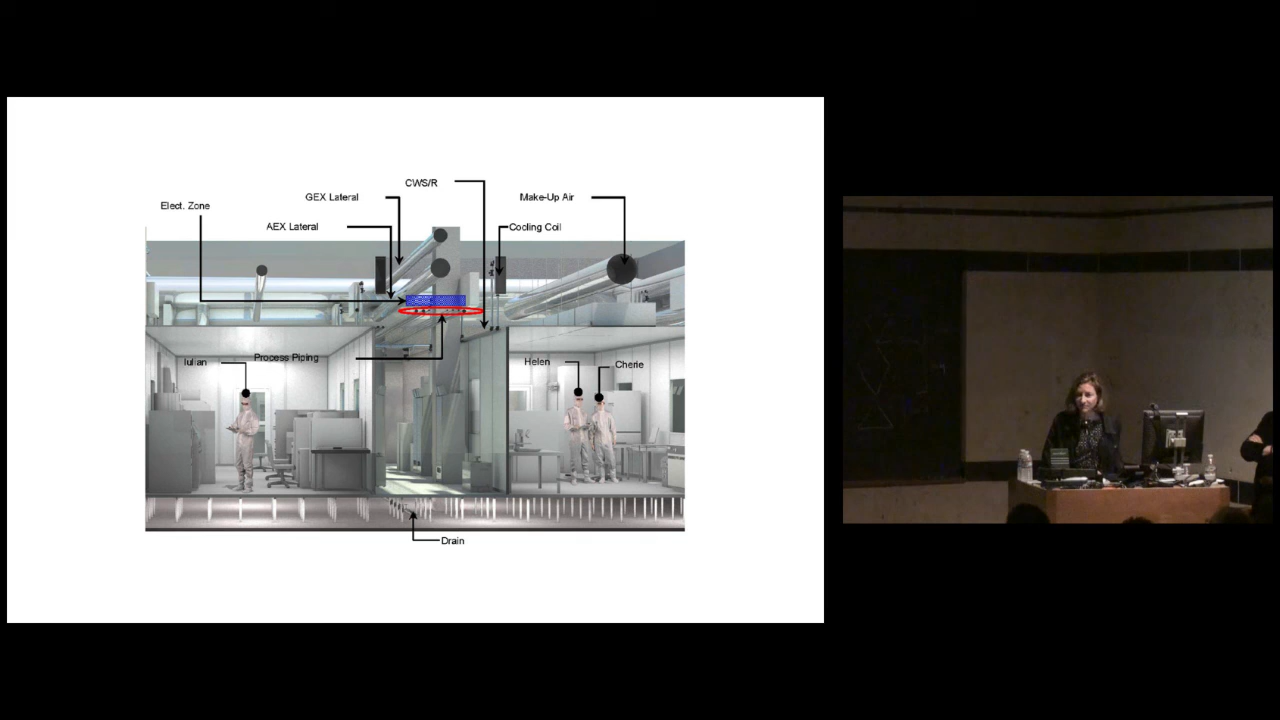 CWS/R
GEX Lateral
Make-Up Air
Elect. Zone
AEX Lateral
Cooling Coil
Iulian
Process Piping
Helen
Cherie
Drain